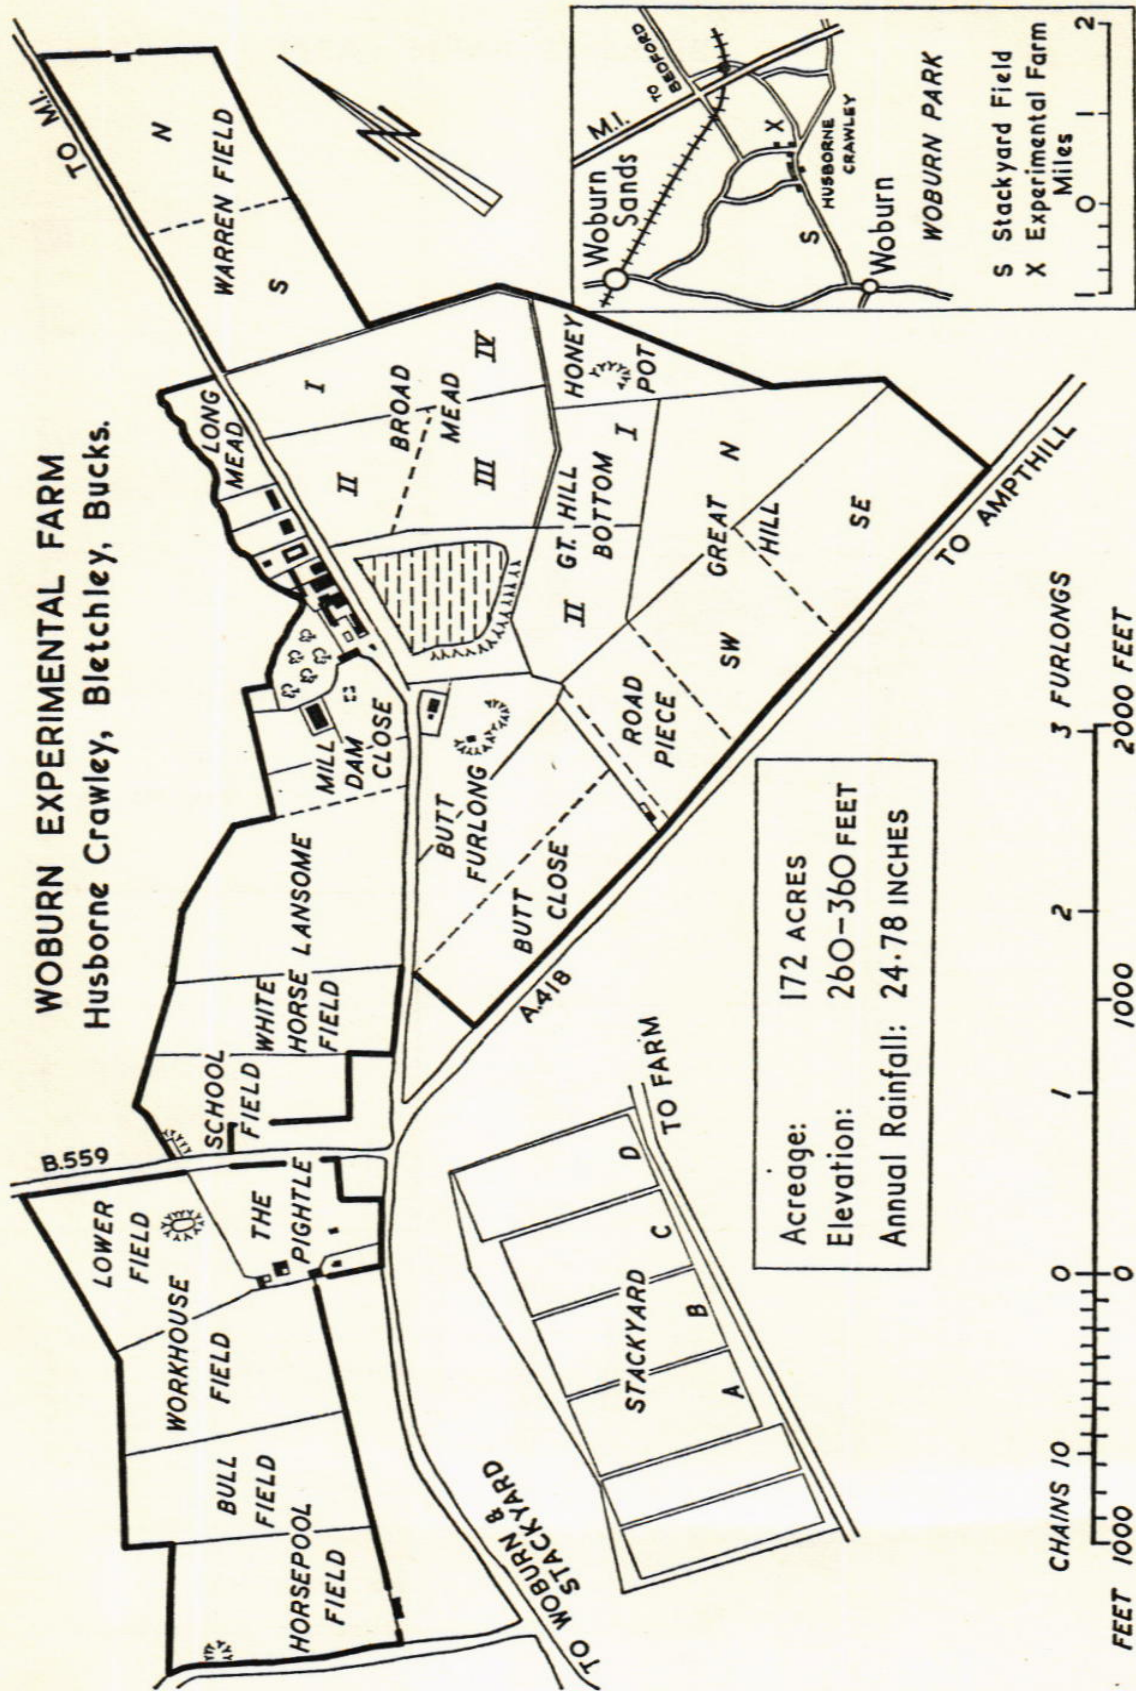 WOBURN EXPERIMENTAL FARM
Husborne Crawley, Bletchley, Bucks.
TO M.I.
N
WARREN FIELD
S
LONG
MEAD
I
BROAD
MEAD
II
III
IV
HONEY
POT
GT. HILL
BOTTOM
I
II
N
GREAT
HILL
SW
SE
ROAD
PIECE
TO AMPTHILL
MILL
DAM
CLOSE
BUTT
FURLONG
BUTT
CLOSE
A.418
LANSOME
WHITE
HORSE
FIELD
SCHOOL
FIELD
B.559
LOWER
FIELD
THE
PIGHTLE
WORKHOUSE
FIELD
BULL
FIELD
HORSEPOOL
FIELD
TO WOBURN &
STACKYARD
STACKYARD
A
B
C
D
TO FARM
Acreage: 172 ACRES
Elevation: 260-360 FEET
Annual Rainfall: 24·78 INCHES
CHAINS 10 0 1 2 3 FURLONGS
FEET 1000 0 1000 2000 FEET
Woburn
Sands
M.I.
TO
BEDFORD
X
HUSBORNE
CRAWLEY
S
Woburn
WOBURN PARK
S Stackyard Field
X Experimental Farm
Miles
1 0 1 2